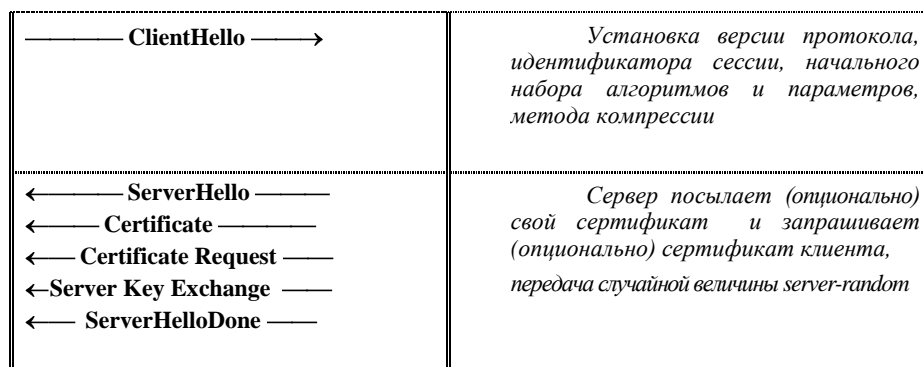 ——— ClientHello ——→
Установка версии протокола,
идентификатора сессии, начального
набора алгоритмов и параметров,
метода компрессии
←——— ServerHello ——
←—— Certificate ———
←—— Certificate Request ——
←Server Key Exchange ——
←—— ServerHelloDone ——
Сервер посылает (опционально)
свой сертификат и запрашивает
(опционально) сертификат клиента,
передача случайной величины server-random